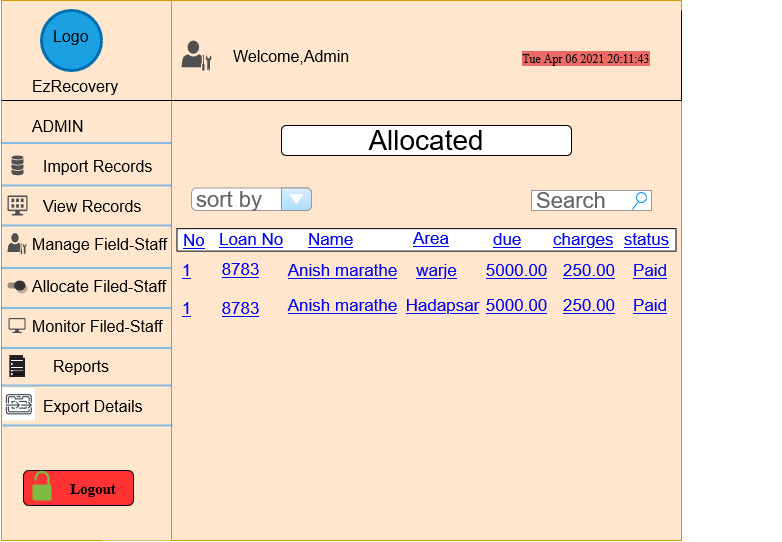 Logo
EzRecovery
Welcome,Admin
Tue Apr 06 2021 20:11:43
ADMIN
Import Records
View Records
Manage Field-Staff
Allocate Filed-Staff
Monitor Filed-Staff
Reports
Export Details
Logout
Allocated
sort by
Search
No Loan No Name Area due charges status
1 8783 Anish marathe warje 5000.00 250.00 Paid
1 8783 Anish marathe Hadapsar 5000.00 250.00 Paid